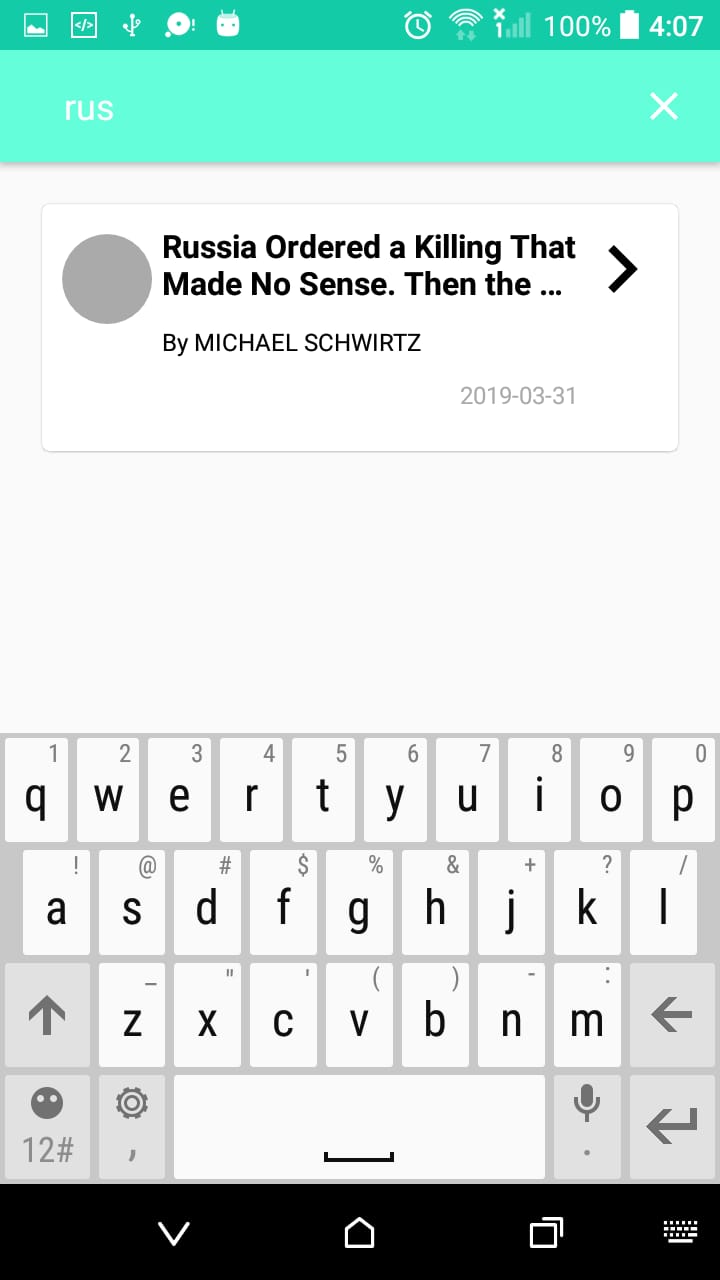 100% 4:07
rus
Russia Ordered a Killing That
Made No Sense. Then the ...
By MICHAEL SCHWIRTZ
2019-03-31
1 2 3 4 5 6 7 8 9 0
q w e r t y u i o p
! @ # $ % & + ? /
a s d f g h j k l
_ " ' ( ) - :
z x c v b n m
12# , .